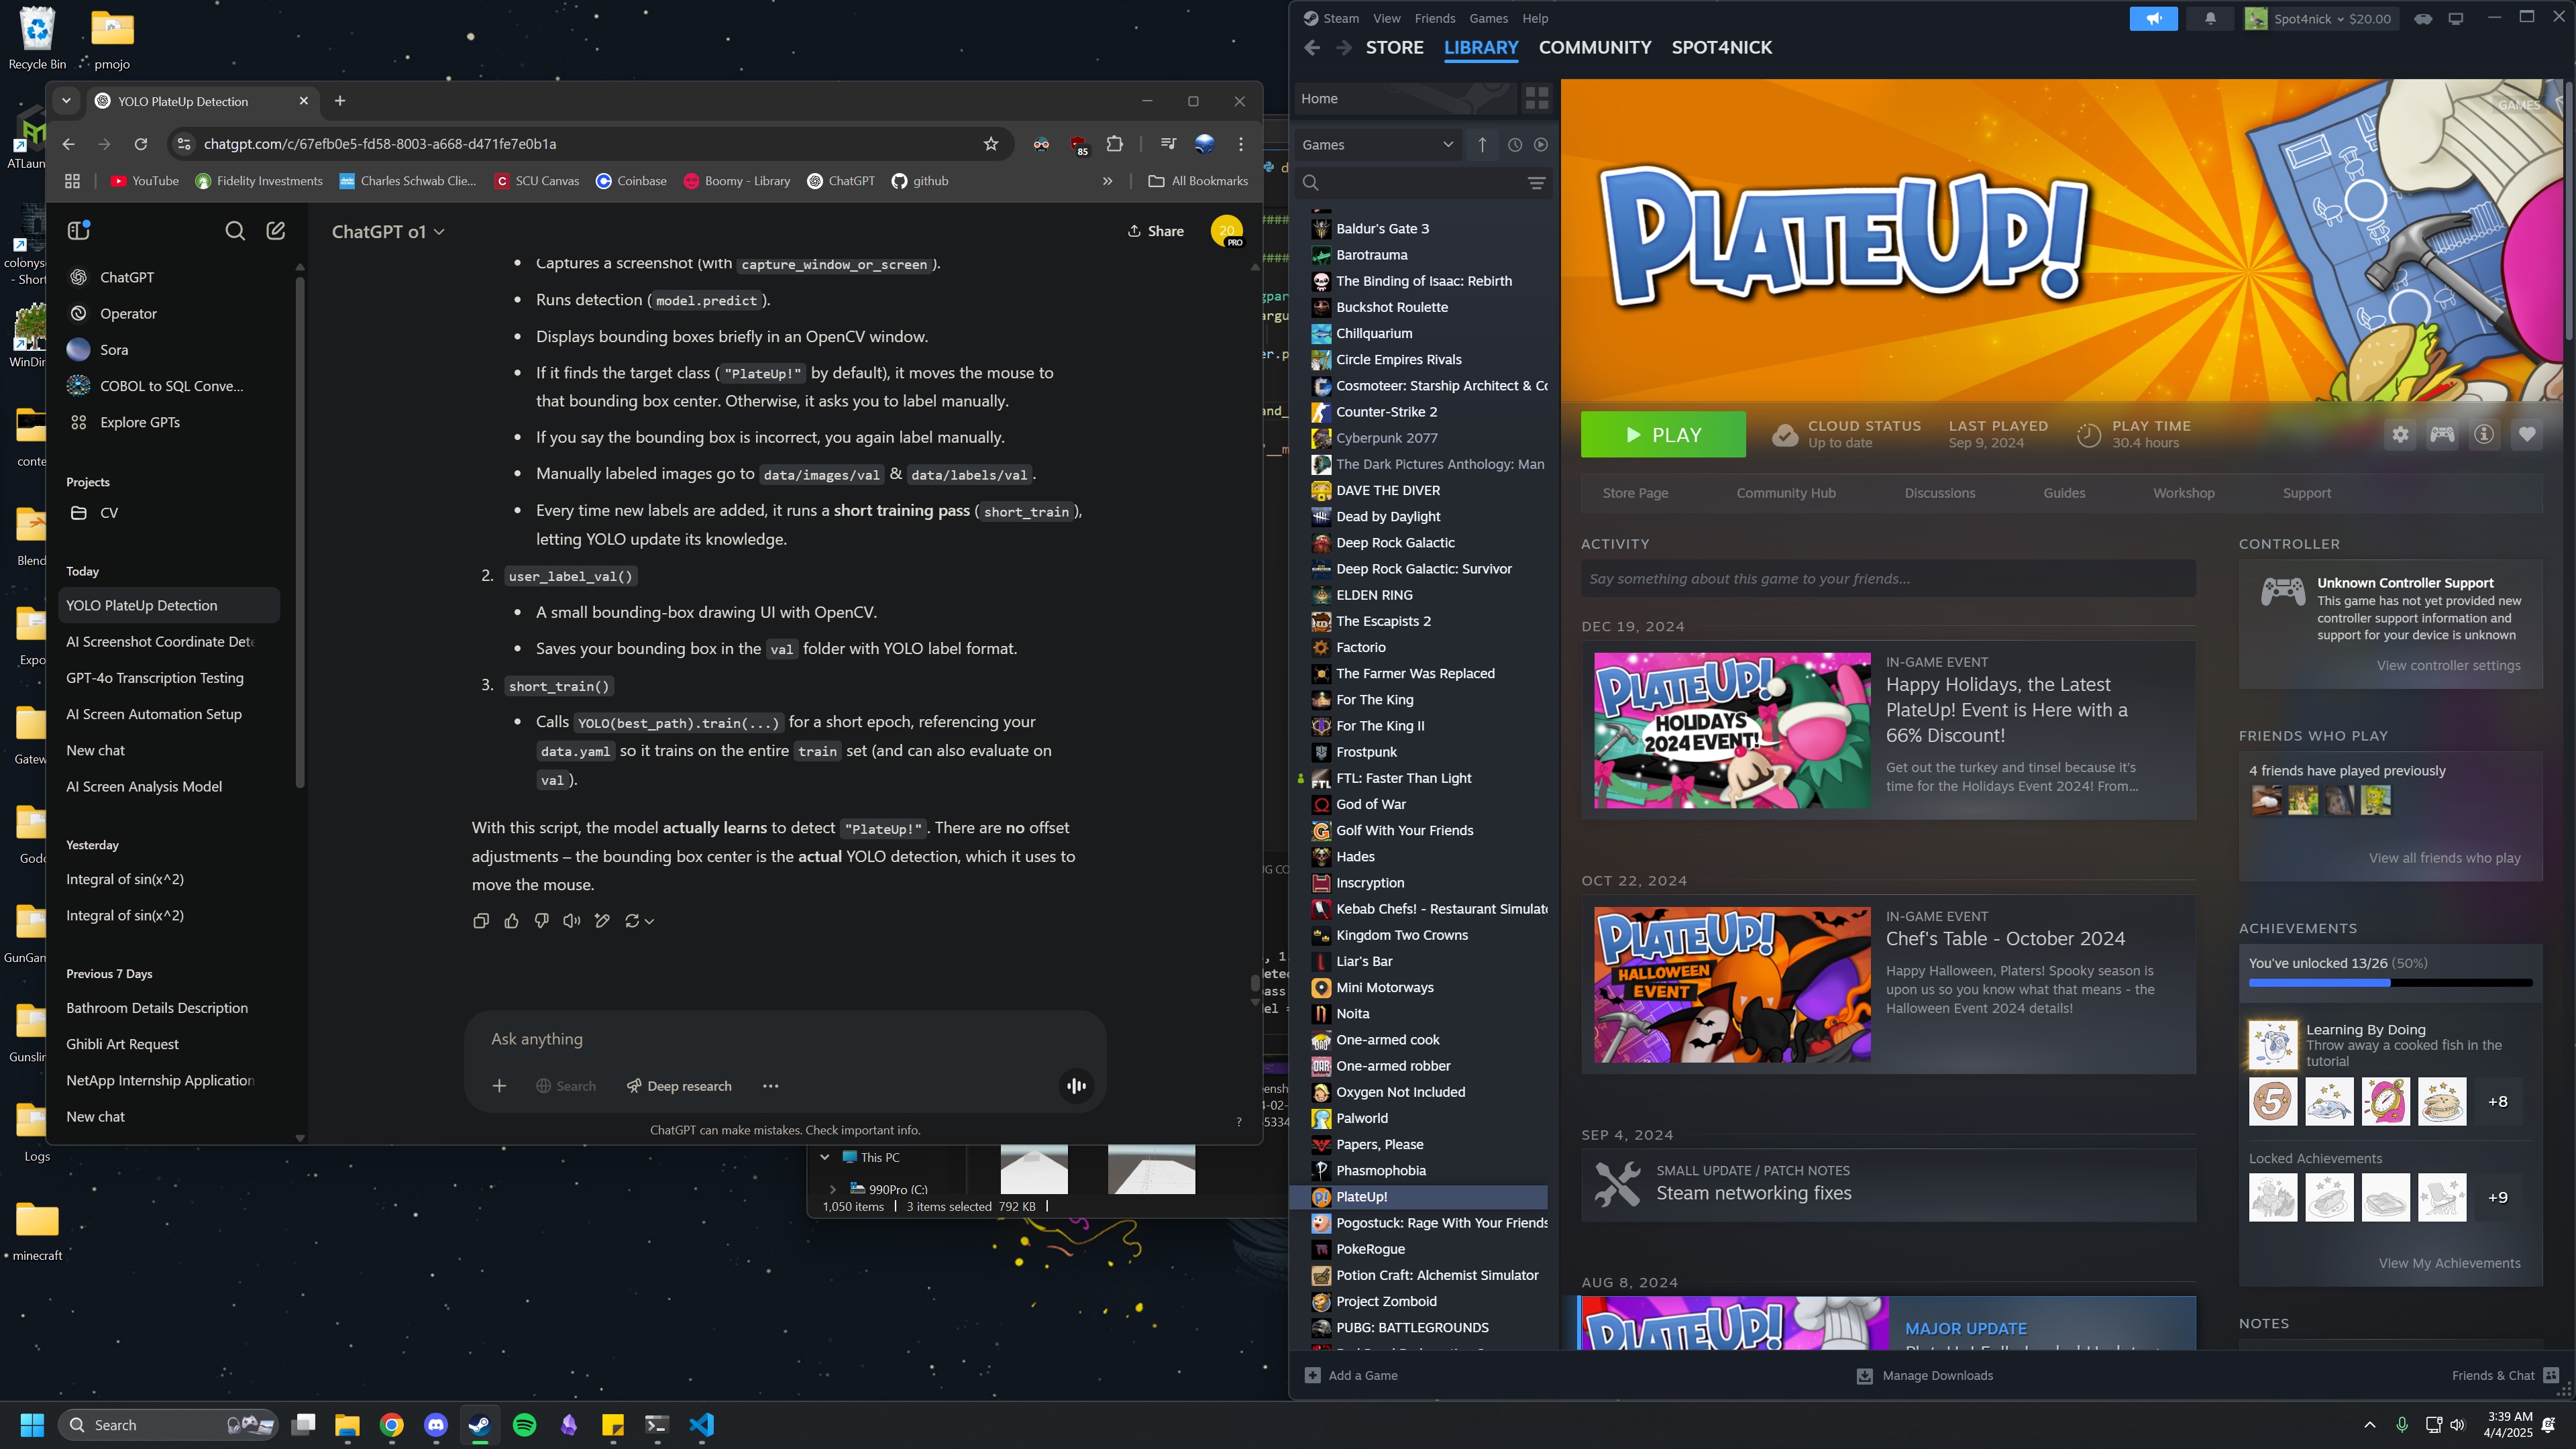 Recycle Bin
pmojo
ATLaun
colonys
- Short
WinDir
conte
Blend
Expo
Gatew
Godo
GunGan
Gunslin
Logs
minecraft
YOLO PlateUp Detection
chatgpt.com/c/67efb0e5-fd58-8003-a668-d471fe7e0b1a
85
YouTube
Fidelity Investments
Charles Schwab Clie...
SCU Canvas
Coinbase
Boomy - Library
ChatGPT
github
All Bookmarks
ChatGPT
Operator
Sora
COBOL to SQL Conve...
Explore GPTs
Projects
CV
Today
YOLO PlateUp Detection
AI Screenshot Coordinate Dete
GPT-4o Transcription Testing
AI Screen Automation Setup
New chat
AI Screen Analysis Model
Yesterday
Integral of sin(x^2)
Integral of sin(x^2)
Previous 7 Days
Bathroom Details Description
Ghibli Art Request
NetApp Internship Application
New chat
ChatGPT o1
Share
20
PRO
• Captures a screenshot (with capture_window_or_screen ).
• Runs detection ( model.predict ).
• Displays bounding boxes briefly in an OpenCV window.
• If it finds the target class ( "PlateUp!" by default), it moves the mouse to
that bounding box center. Otherwise, it asks you to label manually.
• If you say the bounding box is incorrect, you again label manually.
• Manually labeled images go to data/images/val & data/labels/val .
• Every time new labels are added, it runs a short training pass ( short_train ),
letting YOLO update its knowledge.
2. user_label_val()
• A small bounding-box drawing UI with OpenCV.
• Saves your bounding box in the val folder with YOLO label format.
3. short_train()
• Calls YOLO(best_path).train(...) for a short epoch, referencing your
data.yaml so it trains on the entire train set (and can also evaluate on
val ).
With this script, the model actually learns to detect "PlateUp!" . There are no offset
adjustments – the bounding box center is the actual YOLO detection, which it uses to
move the mouse.
Ask anything
Search
Deep research
ChatGPT can make mistakes. Check important info.
?
This PC
990Pro (C:)
1,050 items
3 items selected 792 KB
Steam
View
Friends
Games
Help
Spot4nick
$20.00
STORE
LIBRARY
COMMUNITY
SPOT4NICK
Home
Games
Baldur's Gate 3
Barotrauma
The Binding of Isaac: Rebirth
Buckshot Roulette
Chillquarium
Circle Empires Rivals
Cosmoteer: Starship Architect & Co
Counter-Strike 2
Cyberpunk 2077
The Dark Pictures Anthology: Man
DAVE THE DIVER
Dead by Daylight
Deep Rock Galactic
Deep Rock Galactic: Survivor
ELDEN RING
The Escapists 2
Factorio
The Farmer Was Replaced
For The King
For The King II
Frostpunk
FTL: Faster Than Light
God of War
Golf With Your Friends
Hades
Inscryption
Kebab Chefs! - Restaurant Simulato
Kingdom Two Crowns
Liar's Bar
Mini Motorways
Noita
One-armed cook
One-armed robber
Oxygen Not Included
Palworld
Papers, Please
Phasmophobia
PlateUp!
Pogostuck: Rage With Your Friends
PokeRogue
Potion Craft: Alchemist Simulator
Project Zomboid
PUBG: BATTLEGROUNDS
Add a Game
GAMES
PLATEUP!
PLAY
CLOUD STATUS
Up to date
LAST PLAYED
Sep 9, 2024
PLAY TIME
30.4 hours
Store Page
Community Hub
Discussions
Guides
Workshop
Support
ACTIVITY
Say something about this game to your friends...
DEC 19, 2024
PLATEUP!
HOLIDAYS
2024 EVENT!
IN-GAME EVENT
Happy Holidays, the Latest
PlateUp! Event is Here with a
66% Discount!
Get out the turkey and tinsel because it's
time for the Holidays Event 2024! From...
OCT 22, 2024
PLATEUP!
HALLOWEEN
EVENT
IN-GAME EVENT
Chef's Table - October 2024
Happy Halloween, Platers! Spooky season is
upon us so you know what that means - the
Halloween Event 2024 details!
SEP 4, 2024
SMALL UPDATE / PATCH NOTES
Steam networking fixes
AUG 8, 2024
PLATEUP!
MAJOR UPDATE
CONTROLLER
Unknown Controller Support
This game has not yet provided new
controller support information and
support for your device is unknown
View controller settings
FRIENDS WHO PLAY
4 friends have played previously
View all friends who play
ACHIEVEMENTS
You've unlocked 13/26 (50%)
Learning By Doing
Throw away a cooked fish in the
tutorial
5
+8
Locked Achievements
+9
View My Achievements
NOTES
Manage Downloads
Friends & Chat
Search
3:39 AM
4/4/2025